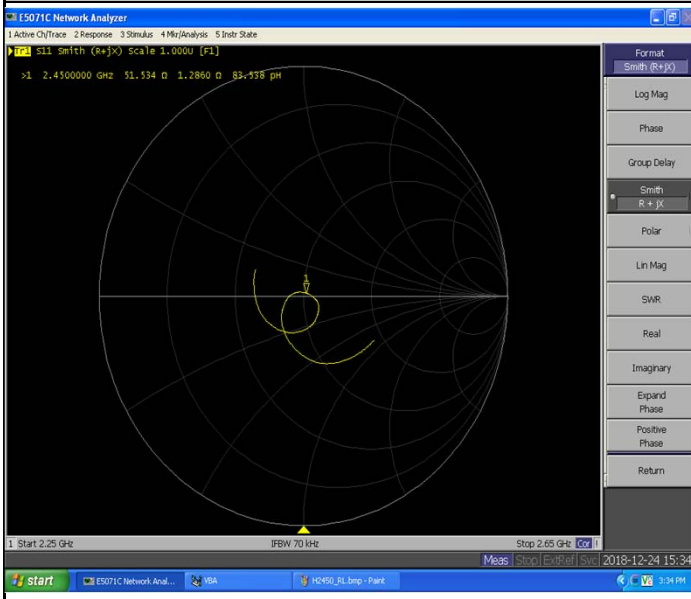 E5071C Network Analyzer
1 Active Ch/Trace 2 Response 3 Stimulus 4 Mkr/Analysis 5 Instr State
Tr1 S11 Smith (R+jX) Scale 1.000U [F1]
>1 2.4500000 GHz 51.534 Ω 1.2860 Ω 83.538 pH
1
Format
Smith (R+jX)
Log Mag
Phase
Group Delay
Smith
R + jX
Polar
Lin Mag
SWR
Real
Imaginary
Expand
Phase
Positive
Phase
Return
1 Start 2.25 GHz IFBW 70 kHz Stop 2.65 GHz Cor !
Meas Stop ExtRef Svc 2018-12-24 15:34
start E5071C Network Anal... VBA H2450_RL.bmp - Paint 3:34 PM